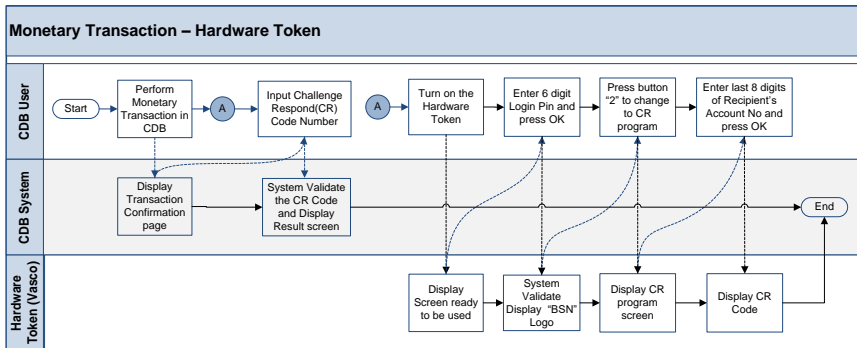 Monetary Transaction – Hardware Token
CDB User
Start
Perform
Monetary
Transaction in
CDB
A
Input Challenge
Respond(CR)
Code Number
A
Turn on the
Hardware
Token
Enter 6 digit
Login Pin and
press OK
Press button
“2” to change
to CR
program
Enter last 8 digits
of Recipient’s
Account No and
press OK
CDB System
Display
Transaction
Confirmation
page
System Validate
the CR Code
and Display
Result screen
End
Hardware
Token (Vasco)
Display
Screen ready
to be used
System
Validate
Display “BSN”
Logo
Display CR
program
screen
Display CR
Code